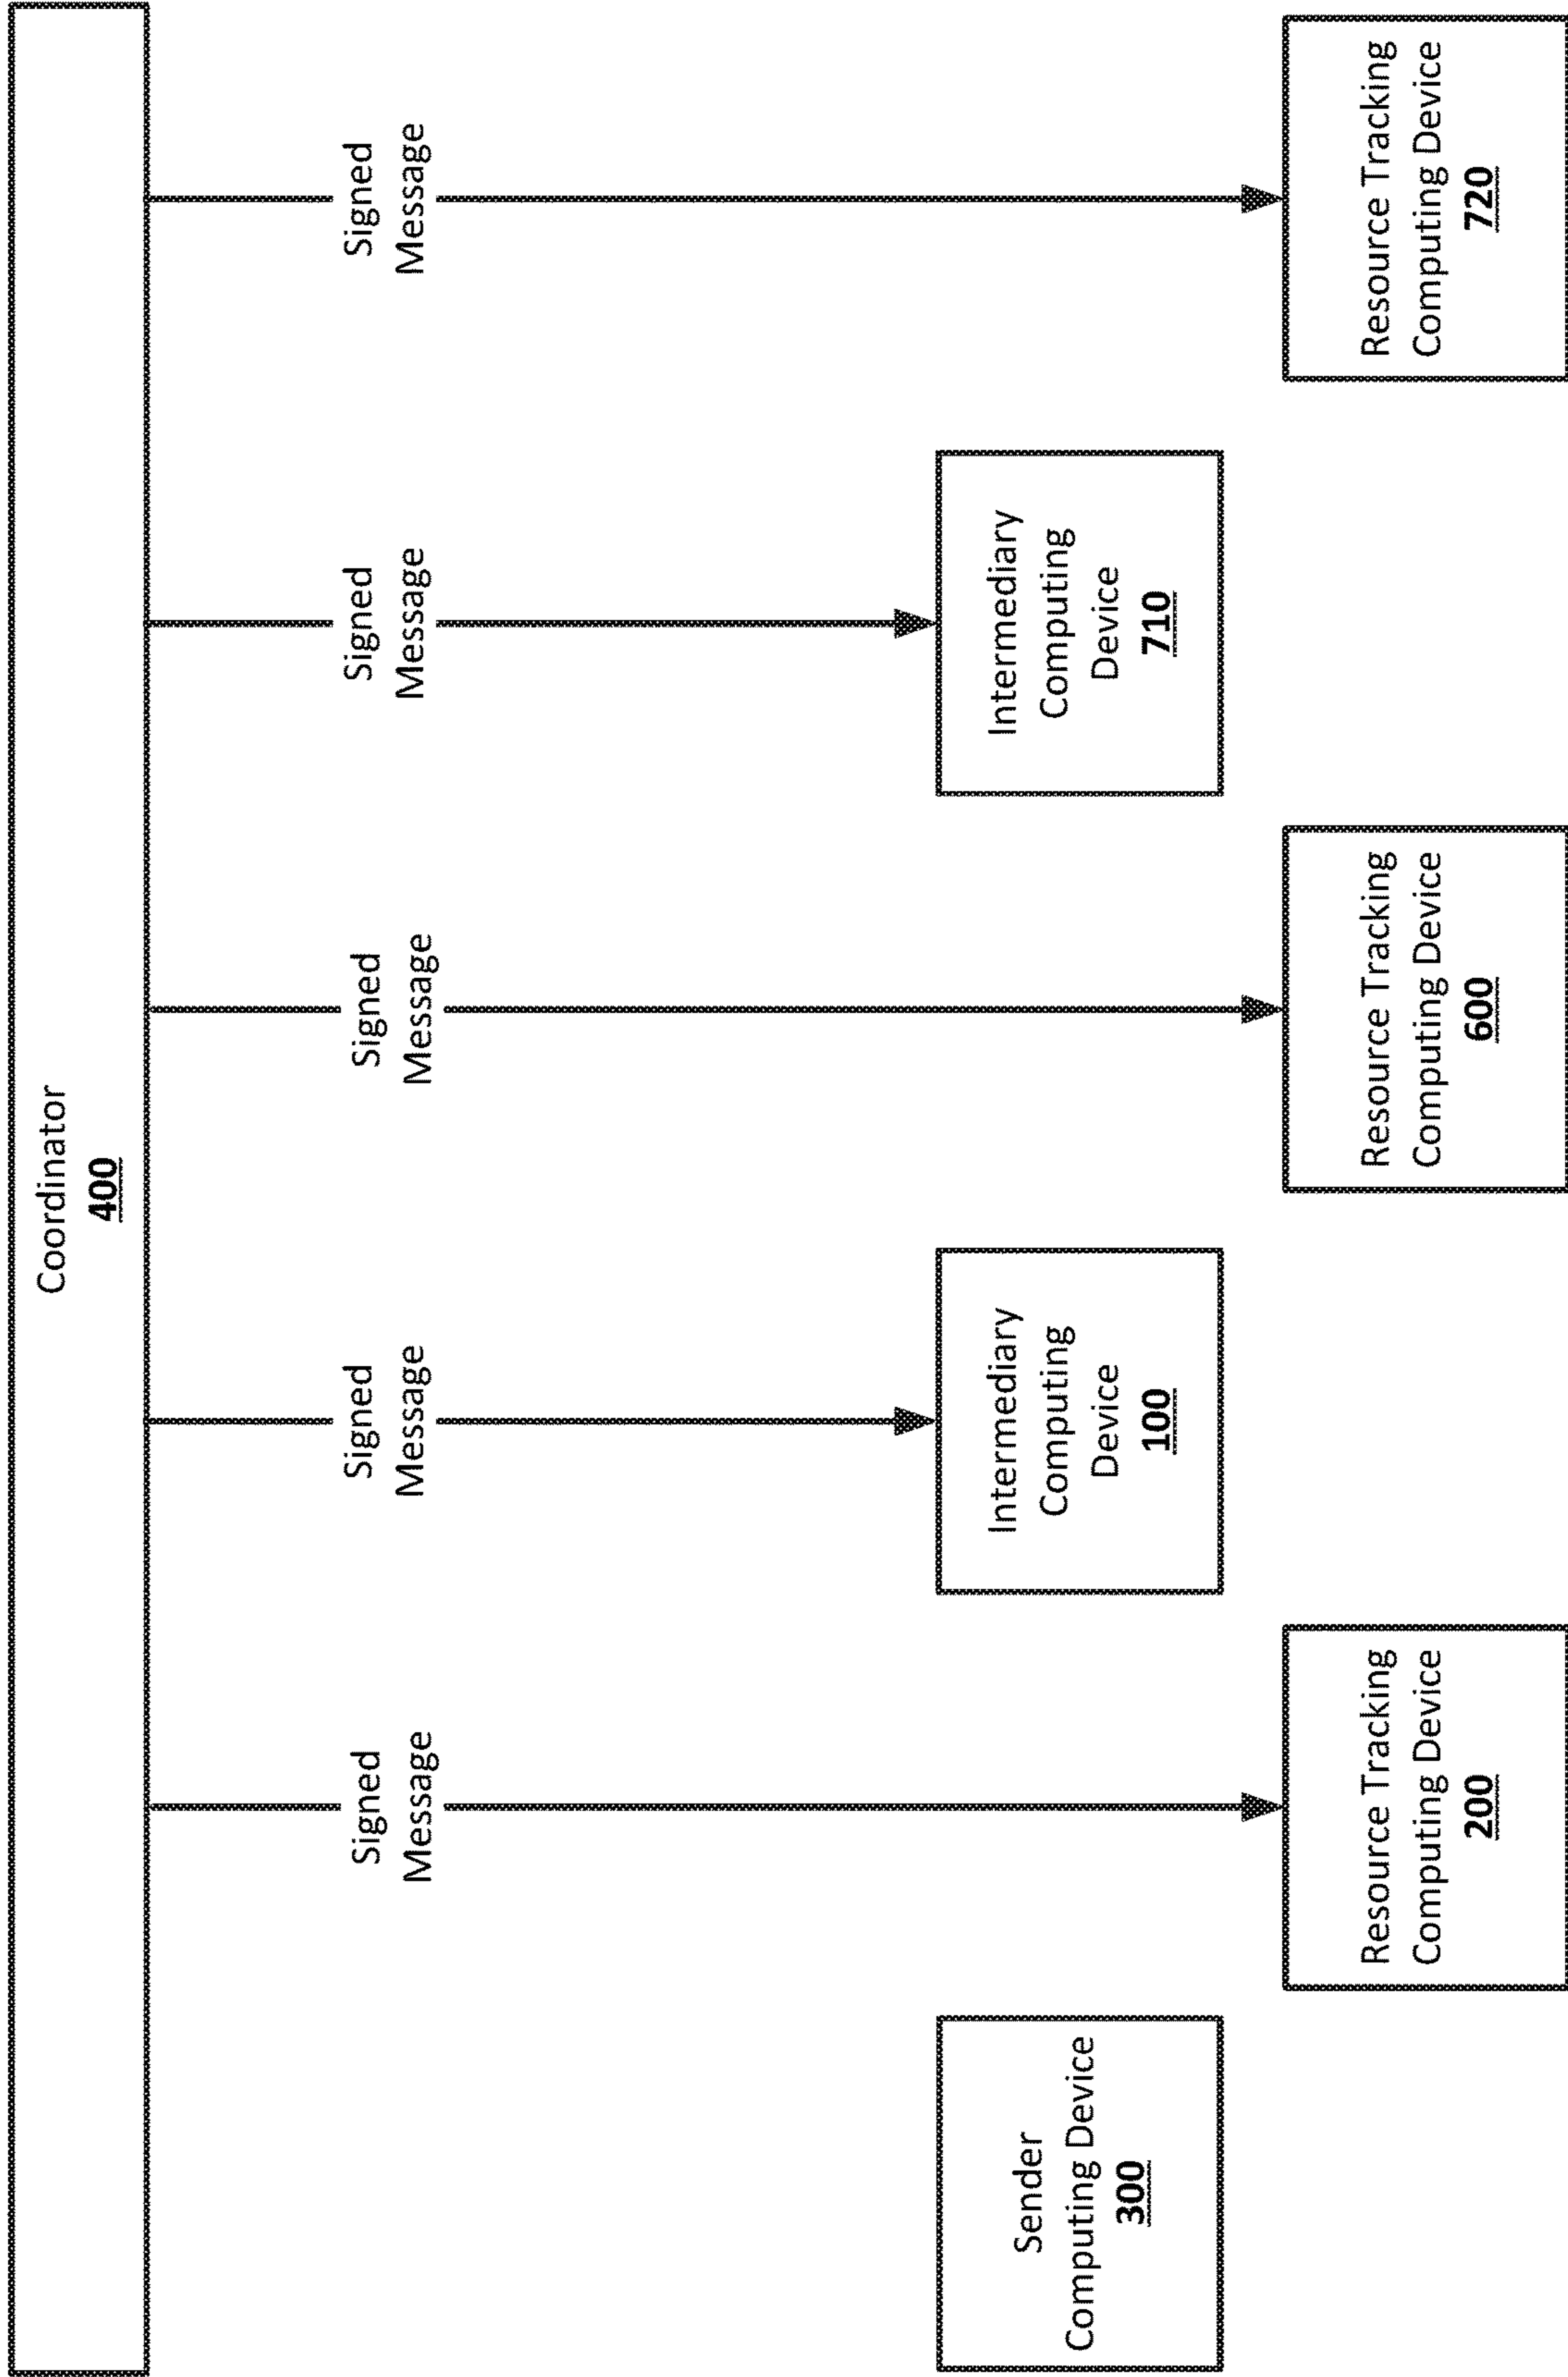 Coordinator
400
Signed
Message
Signed
Message
Signed
Message
Signed
Message
Signed
Message
Sender
Computing Device
300
Intermediary
Computing
Device
100
Intermediary
Computing
Device
710
Resource Tracking
Computing Device
200
Resource Tracking
Computing Device
600
Resource Tracking
Computing Device
720